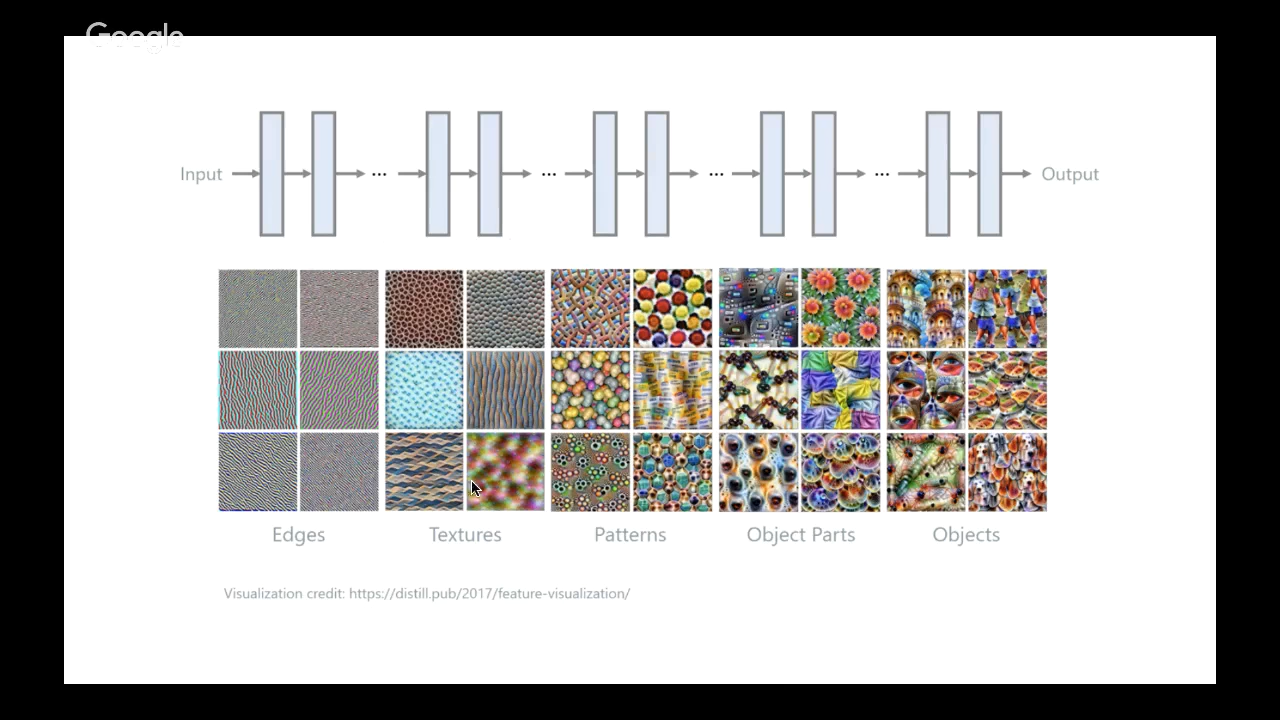 Google
Input
...
...
...
...
Output
Edges
Textures
Patterns
Object Parts
Objects
Visualization credit: https://distill.pub/2017/feature-visualization/